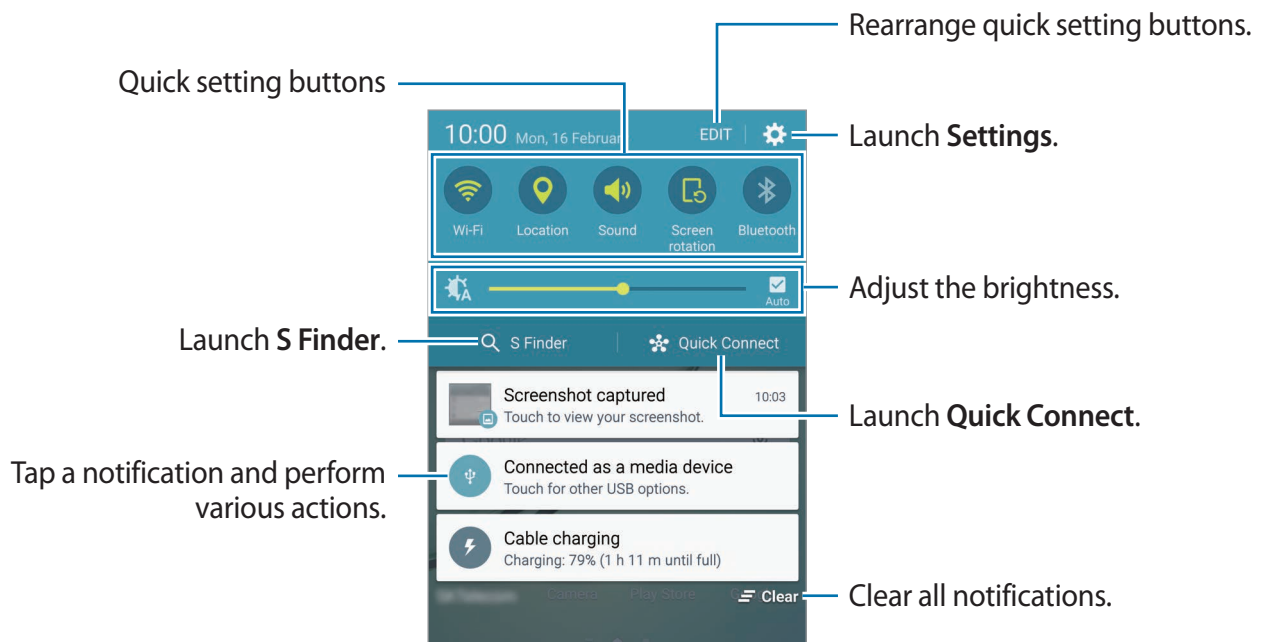 Rearrange quick setting buttons.
Quick setting buttons
10:00 Mon, 16 Februar
EDIT
Launch Settings.
Wi-Fi
Location
Sound
Screen
rotation
Bluetooth
A
Auto
Adjust the brightness.
Launch S Finder.
S Finder
Quick Connect
Screenshot captured
10:03
Touch to view your screenshot.
Launch Quick Connect.
Tap a notification and perform
various actions.
Connected as a media device
Touch for other USB options.
Cable charging
Charging: 79% (1 h 11 m until full)
Camera
Play Store
Clear
Clear all notifications.